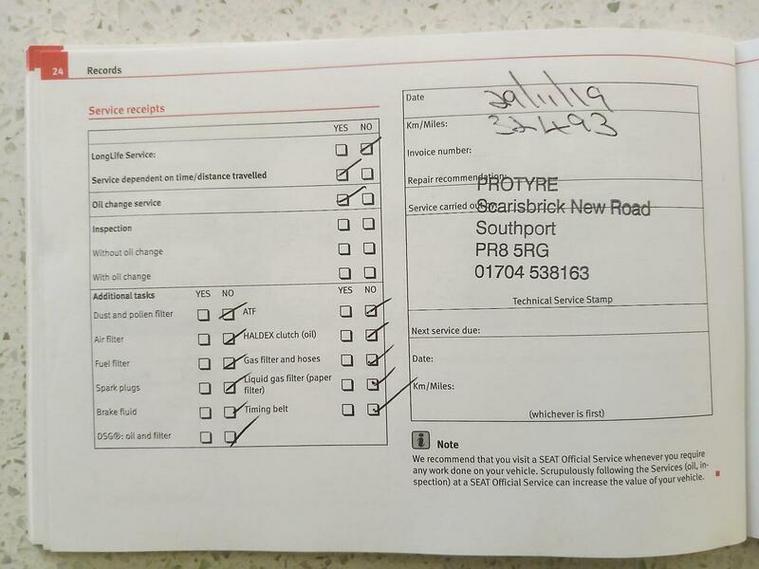 24 Records
Service receipts
YES NO
LongLife Service:
Service dependent on time/distance travelled
Oil change service
Inspection
Without oil change
With oil change
Additional tasks YES NO YES NO
Dust and pollen filter ATF
Air filter HALDEX clutch (oil)
Fuel filter Gas filter and hoses
Spark plugs Liquid gas filter (paper
filter)
Brake fluid Timing belt
DSG®: oil and filter
Date 29/11/19
Km/Miles: 32493
Invoice number:
Repair recommendation:
PROTYRE
Service carried out
Scarisbrick New Road
Southport
PR8 5RG
01704 538163
Technical Service Stamp
Next service due:
Date:
Km/Miles:
(whichever is first)
i Note
We recommend that you visit a SEAT Official Service whenever you require
any work done on your vehicle. Scrupulously following the Services (oil, in-
spection) at a SEAT Official Service can increase the value of your vehicle.